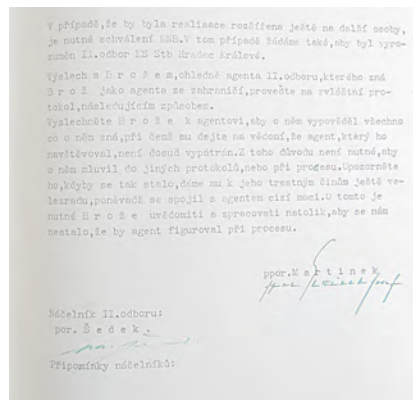 V případě,že by byla realisace rozšířena ještě na další osoby,
je nutné schválení MNB.V tom případě žádáme také,aby byl vyro-
zuměn II.odbor KS Stb Hradec Králové.
Výslech s B r o ž e m,ohledně agenta II.odboru,kterého zná
B r o ž jako agenta ze zahraničí,proveďte na zvláštní pro-
tokol,následujícím způsobem.
Vyslechněte B r o ž e k agentovi,aby o něm vypověděl všechno
co o něm zná,při čemž mu dejte na vědomí,že agent,který ho
navštěvoval,není dosud vypátrán.Z toho důvodu není nutné,aby
o něm mluvil do jiných protokolů,nebo při procesu.Upozorněte
ho,kdyby se tak stalo,dáme mu k jeho trestným činům ještě ve-
lezradu,poněvadž se spojil s agentem cizí moci.O tomto je
nutné B r o ž e uvědomiti a zpracovati natolik,aby se nám
nestalo,že by agent figuroval při procesu.
ppor.M a r t i n e k
Náčelník II.odboru:
por. Š e d e k .
Připomínky náčelníků: